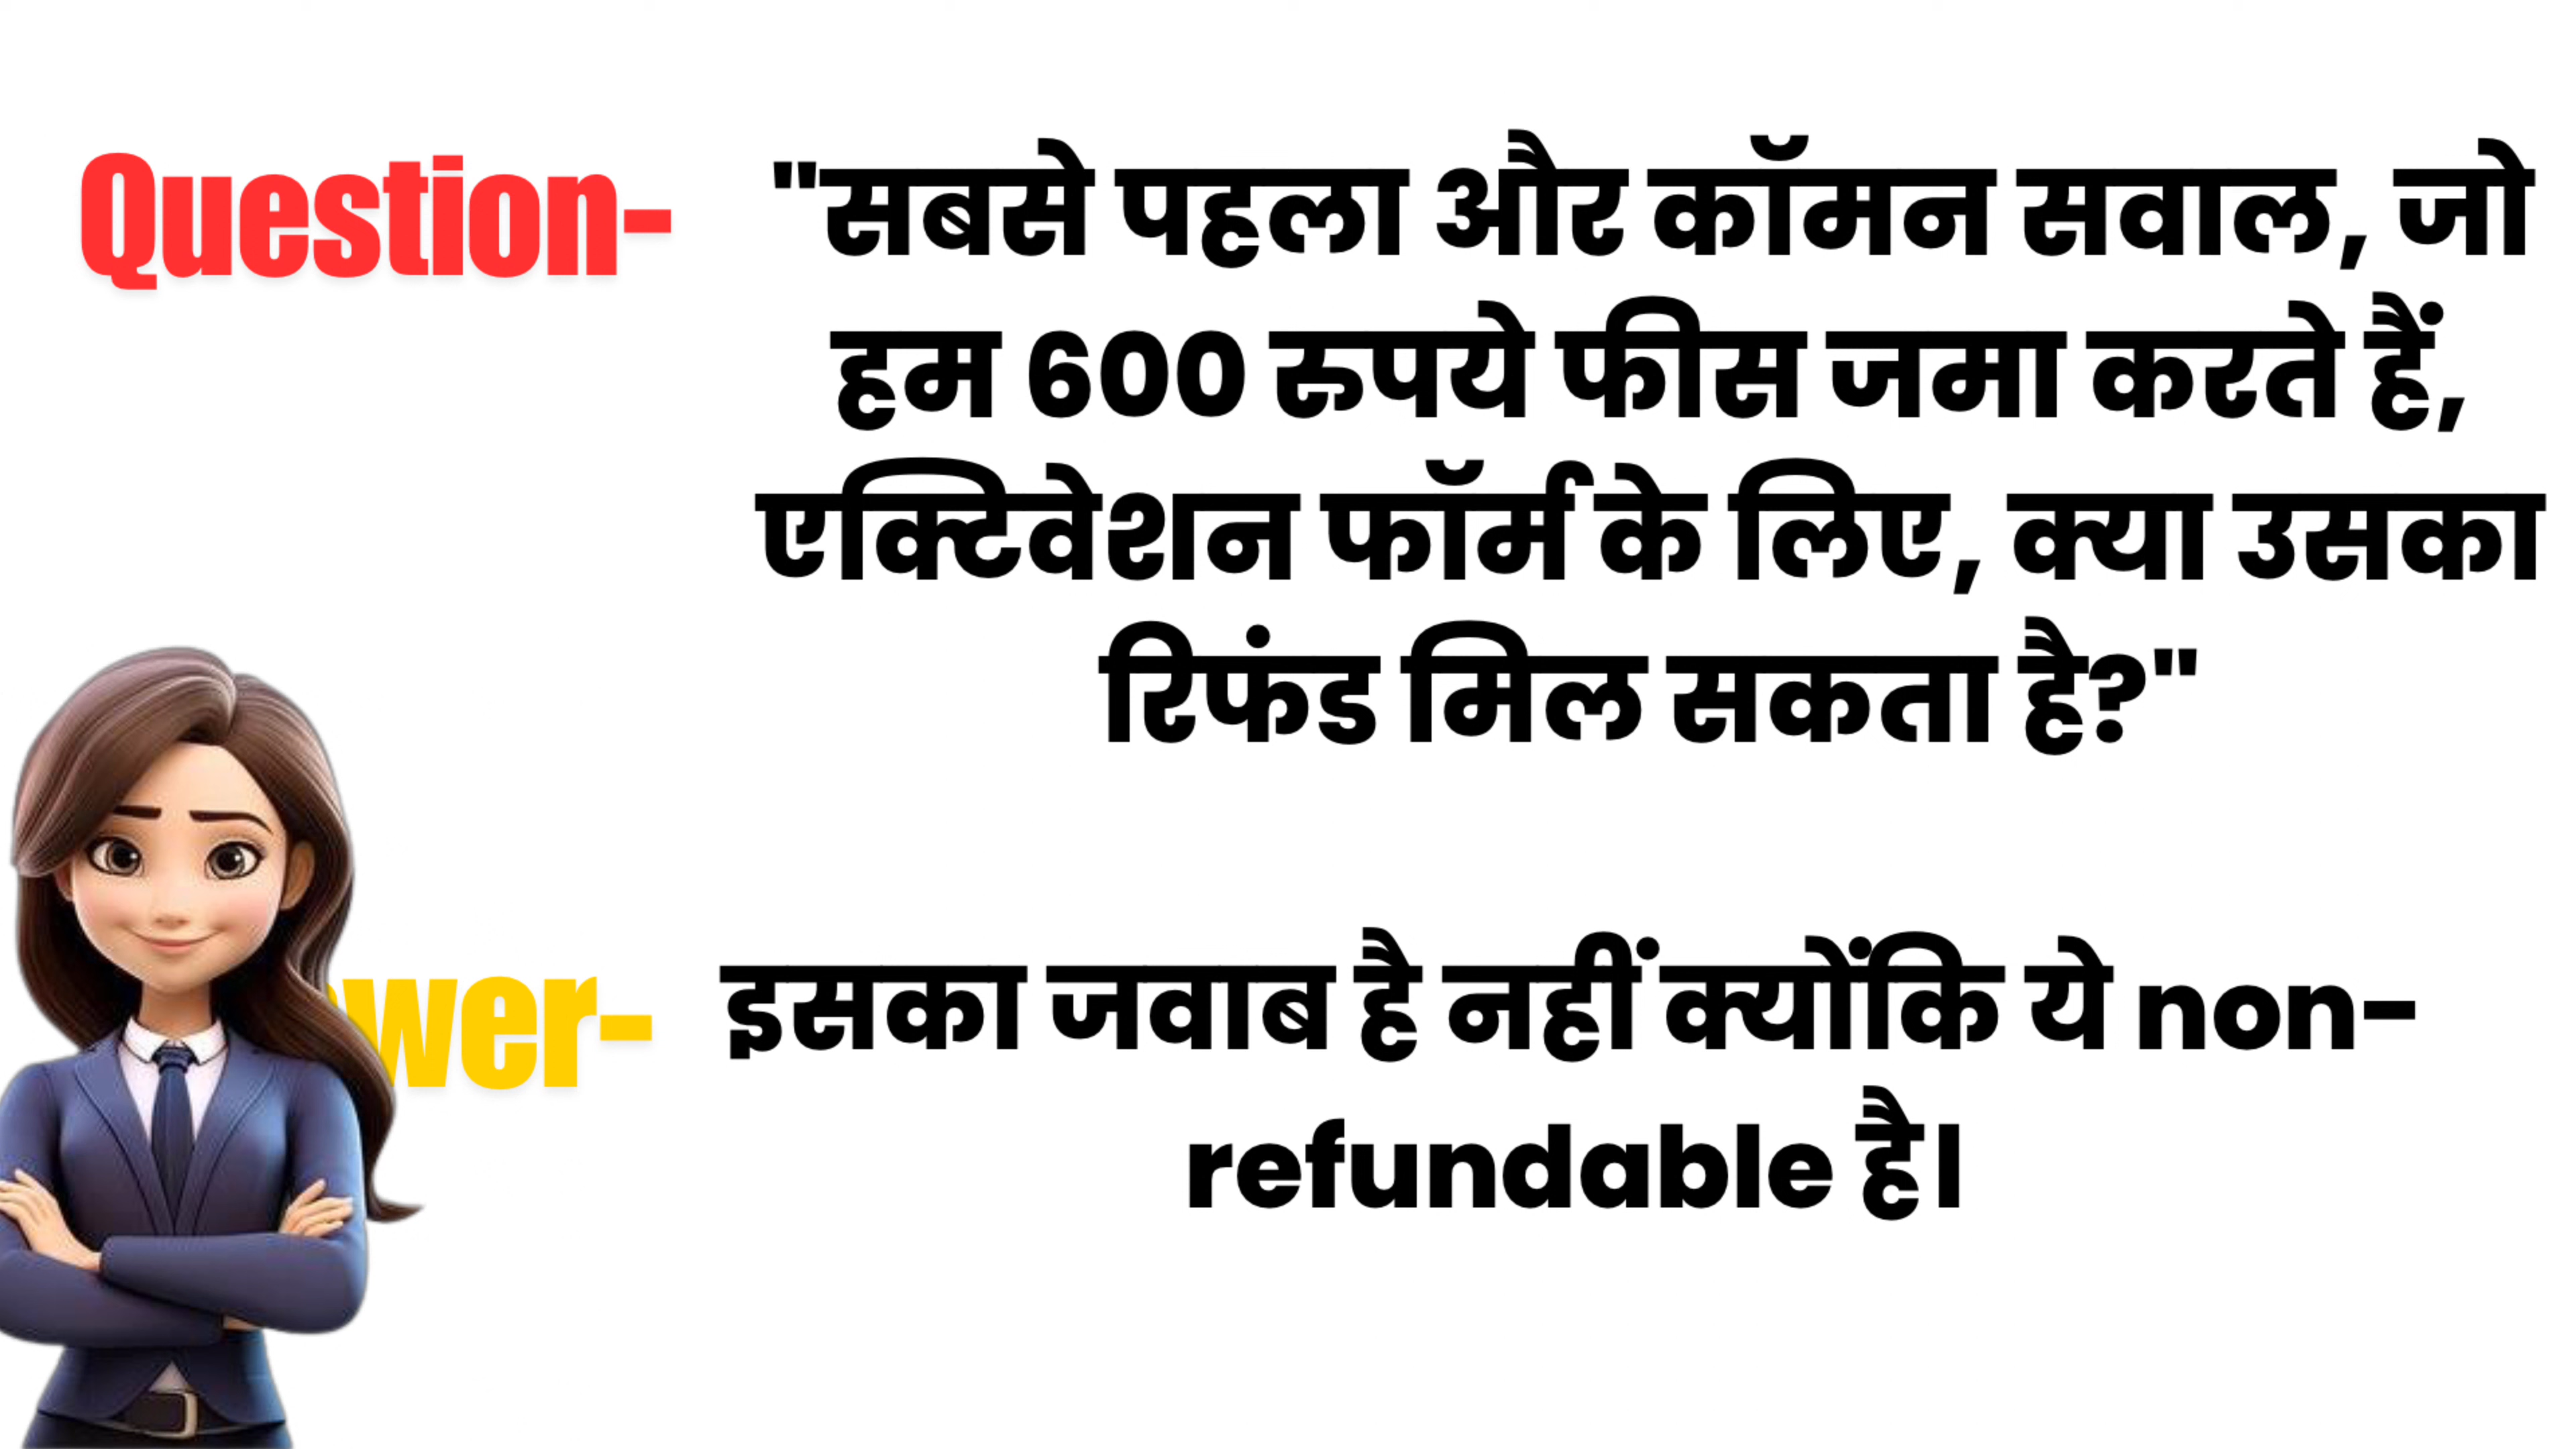 Question-
"सबसे पहला और कॉमन सवाल, जो
हम 600 रुपये फीस जमा करते हैं,
एक्टिवेशन फॉर्म के लिए, क्या उसका
रिफंड मिल सकता है?"
wer-
इसका जवाब है नहीं क्योंकि ये non-
refundable है।